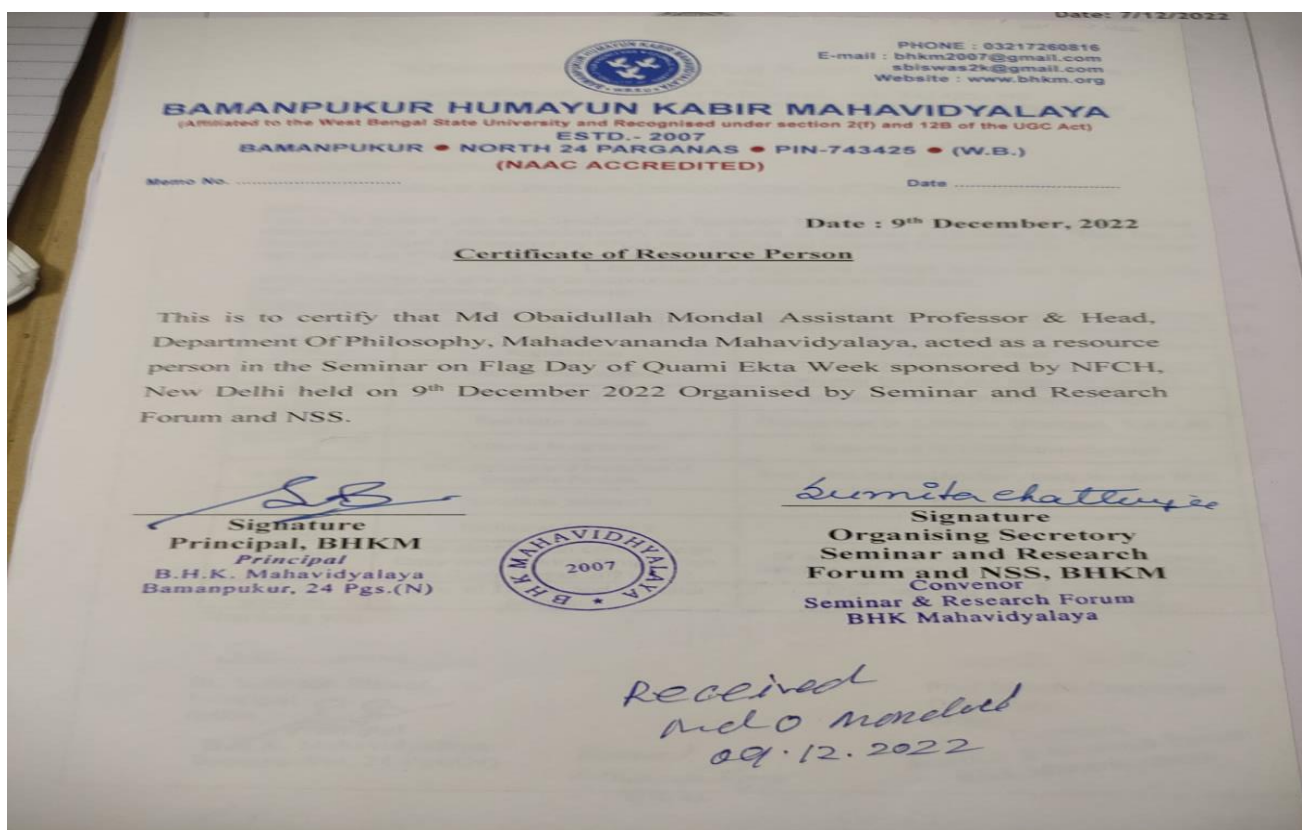 Date: 7/12/2022
PHONE : 03217260816
E-mail : bhkm2007@gmail.com
sbiswas2k@gmail.com
Website : www.bhkm.org
BAMANPUKUR HUMAYUN KABIR MAHAVIDYALAYA
(Affiliated to the West Bengal State University and Recognised under section 2(f) and 12B of the UGC Act)
ESTD.- 2007
BAMANPUKUR ● NORTH 24 PARGANAS ● PIN-743425 ● (W.B.)
(NAAC ACCREDITED)
Memo No. ................................ Date ................................
Date : 9th December, 2022
Certificate of Resource Person
This is to certify that Md Obaidullah Mondal Assistant Professor & Head,
Department Of Philosophy, Mahadevananda Mahavidyalaya, acted as a resource
person in the Seminar on Flag Day of Quami Ekta Week sponsored by NFCH,
New Delhi held on 9th December 2022 Organised by Seminar and Research
Forum and NSS.
SB
Signature
Principal, BHKM
Principal
B.H.K. Mahavidyalaya
Bamanpukur, 24 Pgs.(N)
BHK MAHAVIDHYALAYA
2007
Sumita Chatterjee
Signature
Organising Secretory
Seminar and Research
Forum and NSS, BHKM
Convenor
Seminar & Research Forum
BHK Mahavidyalaya
Received
Md O Mondal
09.12.2022